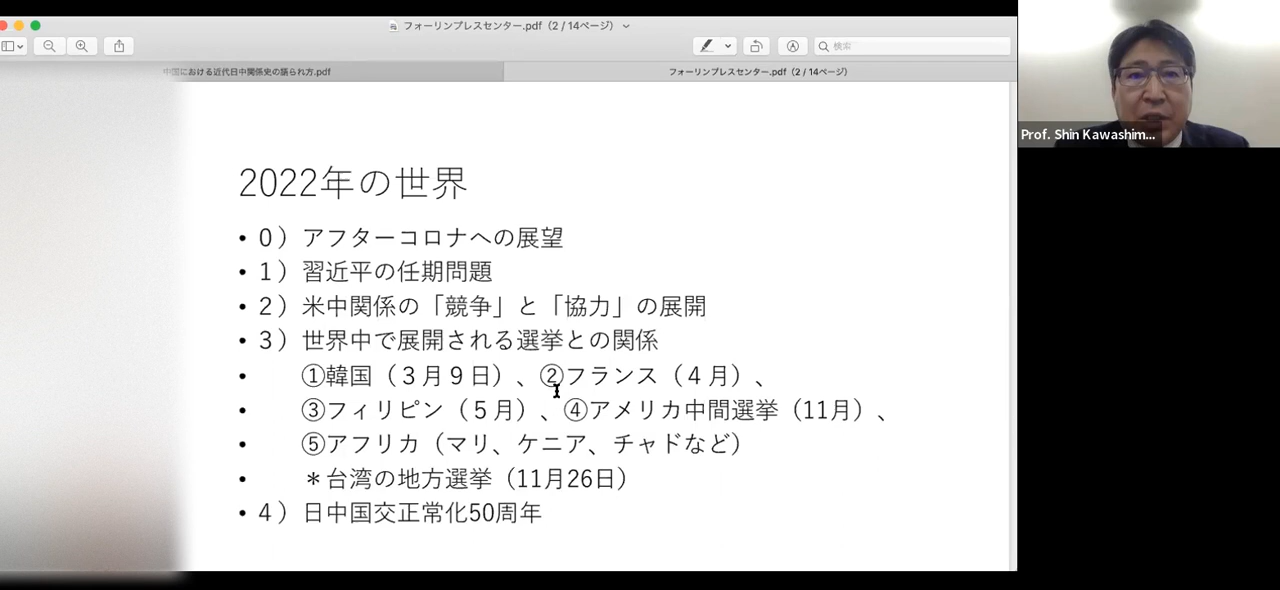 フォーリンプレスセンター.pdf（2 / 14ページ）
検索
中国における近代日中関係史の語られ方.pdf
フォーリンプレスセンター.pdf（2 / 14ページ）
Prof. Shin Kawashim...
2022年の世界
• 0）アフターコロナへの展望
• 1）習近平の任期問題
• 2）米中関係の「競争」と「協力」の展開
• 3）世界中で展開される選挙との関係
• ①韓国（３月９日）、②フランス（４月）、
• ③フィリピン（５月）、④アメリカ中間選挙（11月）、
• ⑤アフリカ（マリ、ケニア、チャドなど）
• ＊台湾の地方選挙（11月26日）
• 4）日中国交正常化50周年